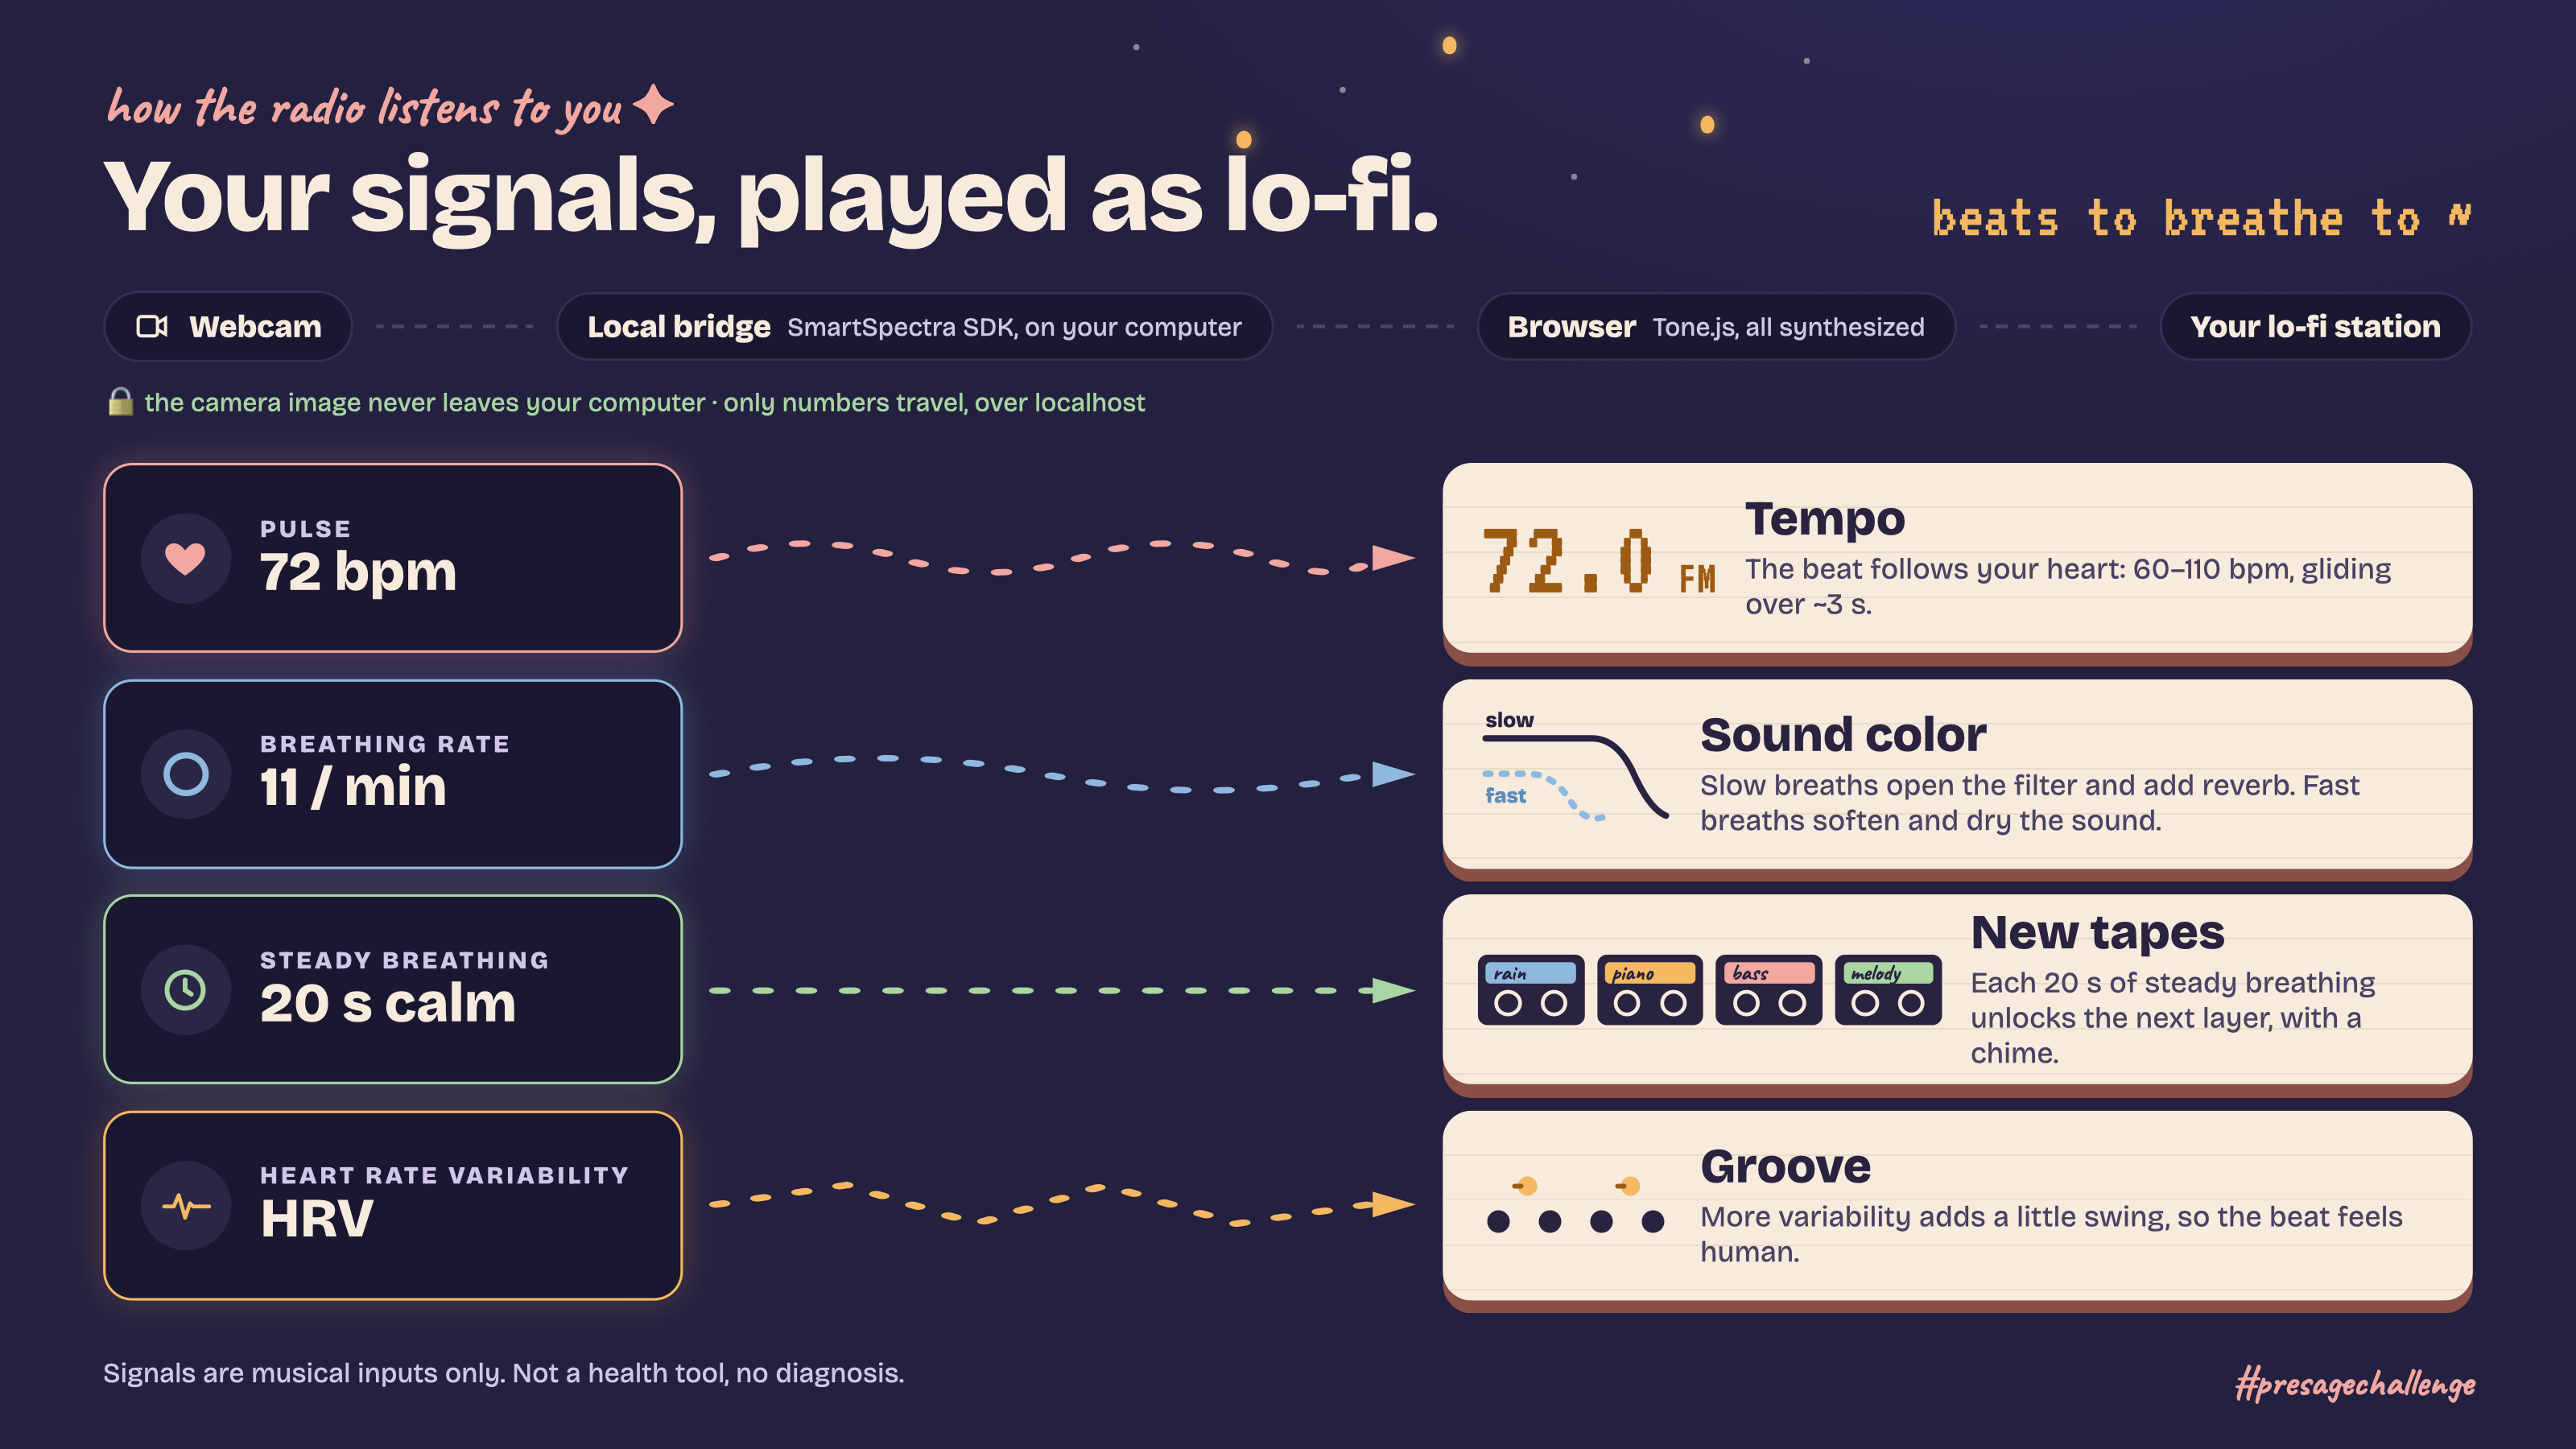 how the radio listens to you
Your signals, played as lo-fi.
beats to breathe to ~
Webcam
Local bridge SmartSpectra SDK, on your computer
Browser Tone.js, all synthesized
Your lo-fi station
the camera image never leaves your computer · only numbers travel, over localhost
PULSE
72 bpm
72.0 FM
Tempo
The beat follows your heart: 60–110 bpm, gliding
over ~3 s.
BREATHING RATE
11 / min
slow
fast
Sound color
Slow breaths open the filter and add reverb. Fast
breaths soften and dry the sound.
STEADY BREATHING
20 s calm
rain
piano
bass
melody
New tapes
Each 20 s of steady breathing
unlocks the next layer, with a
chime.
HEART RATE VARIABILITY
HRV
Groove
More variability adds a little swing, so the beat feels
human.
Signals are musical inputs only. Not a health tool, no diagnosis.
#presagechallenge